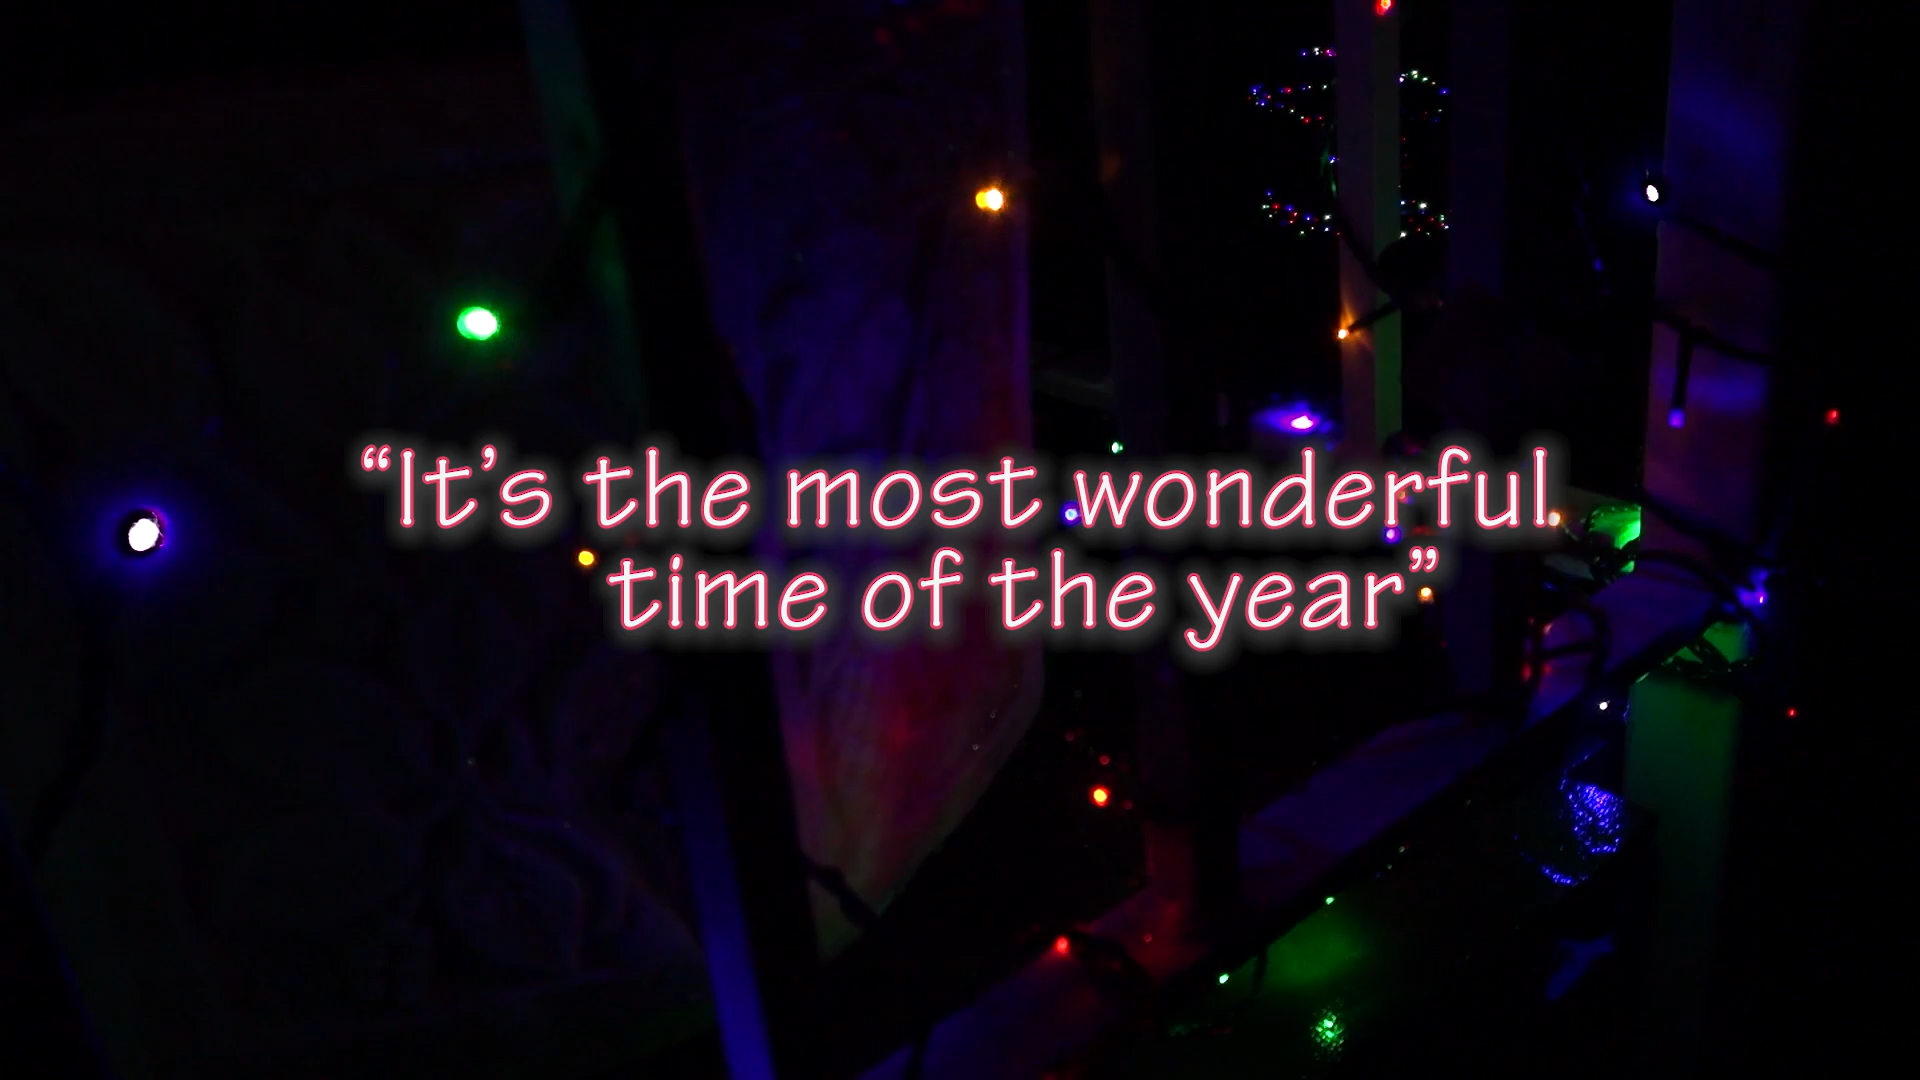 “It’s the most wonderful
time of the year”